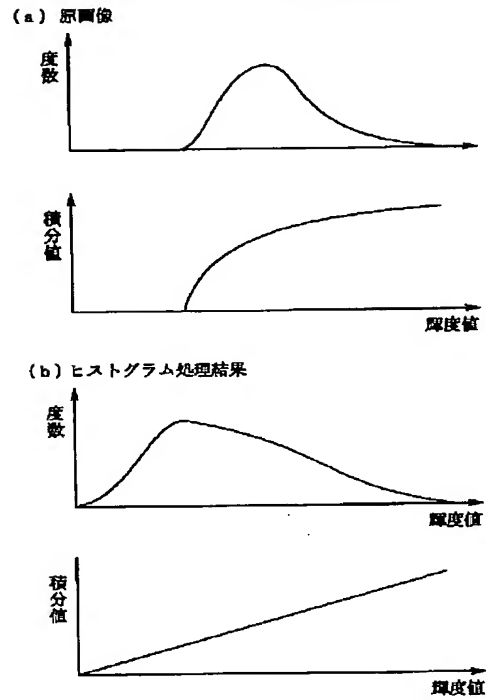 (a) 原画像
度数
積分値
輝度値
(b) ヒストグラム処理結果
度数
輝度値
積分値
輝度値